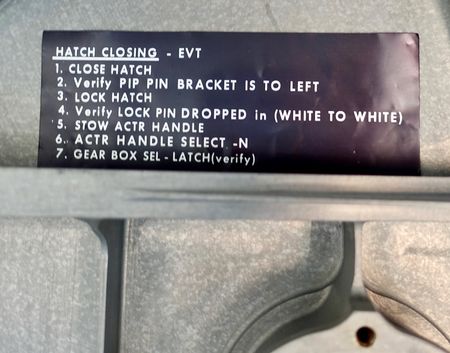 HATCH CLOSING - EVT
1. CLOSE HATCH
2. Verify PIP PIN BRACKET IS TO LEFT
3. LOCK HATCH
4. Verify LOCK PIN DROPPED in (WHITE TO WHITE)
5. STOW ACTR HANDLE
6. ACTR HANDLE SELECT -N
7. GEAR BOX SEL - LATCH(verify)